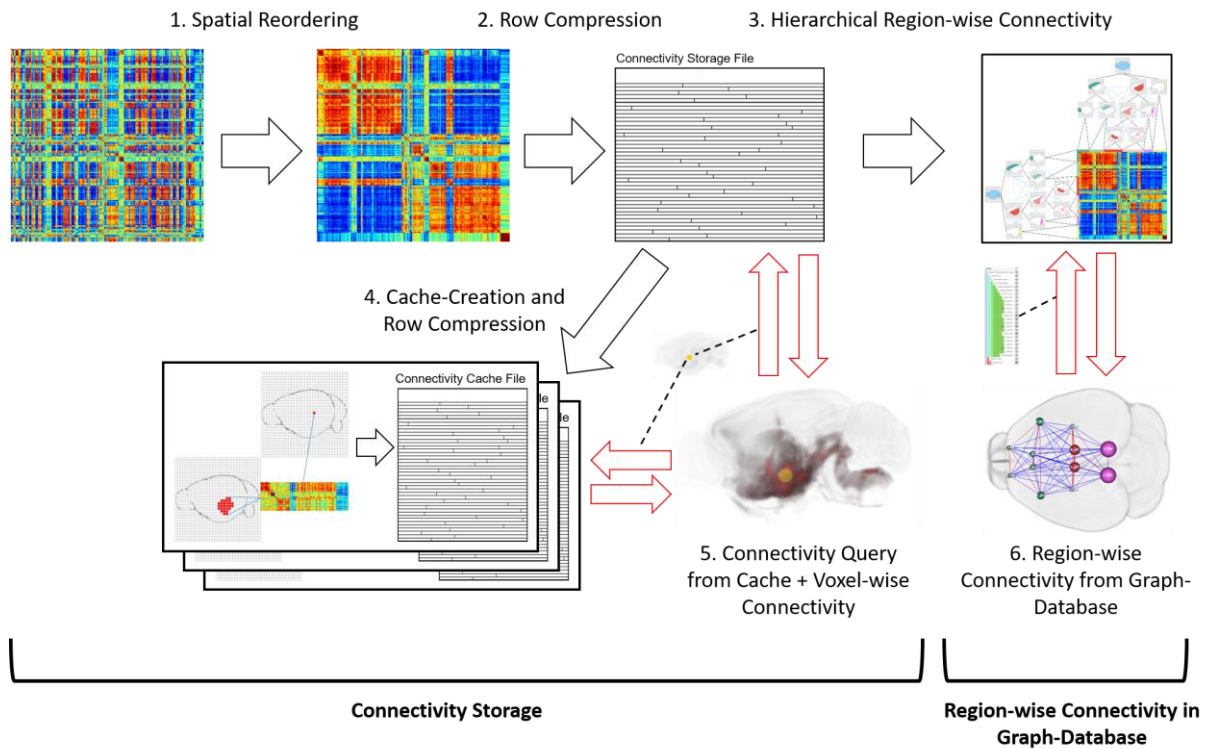 1. Spatial Reordering
2. Row Compression
3. Hierarchical Region-wise Connectivity
Connectivity Storage File
4. Cache-Creation and
Row Compression
Connectivity Cache File
le
le
5. Connectivity Query
from Cache + Voxel-wise
Connectivity
6. Region-wise
Connectivity from Graph-
Database
Connectivity Storage
Region-wise Connectivity in
Graph-Database